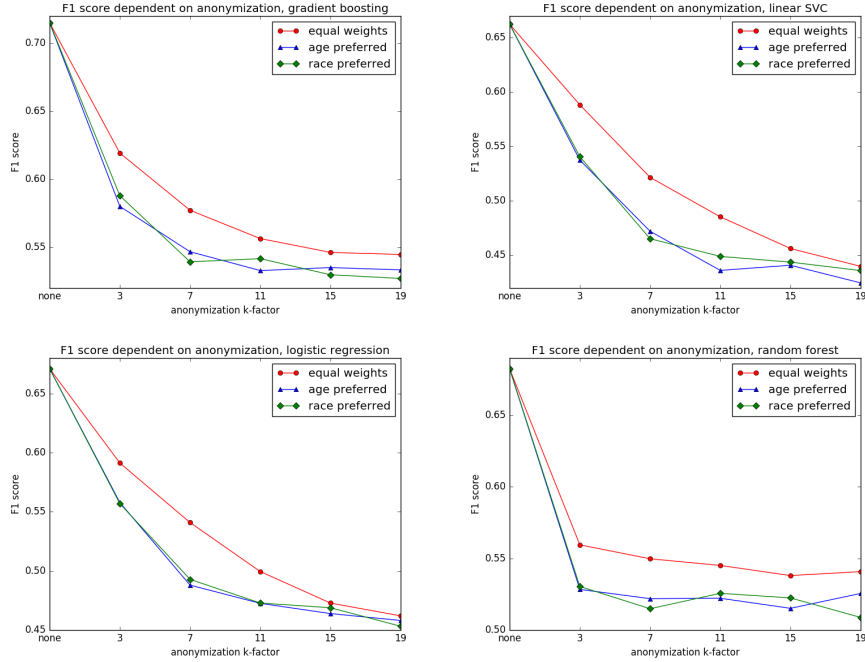 F1 score dependent on anonymization, gradient boosting
0.70
0.65
0.60
0.55
F1 score
equal weights
age preferred
race preferred
none 3 7 11 15 19
anonymization k-factor
F1 score dependent on anonymization, linear SVC
0.65
0.60
0.55
0.50
0.45
F1 score
equal weights
age preferred
race preferred
none 3 7 11 15 19
anonymization k-factor
F1 score dependent on anonymization, logistic regression
0.65
0.60
0.55
0.50
0.45
F1 score
equal weights
age preferred
race preferred
none 3 7 11 15 19
anonymization k-factor
F1 score dependent on anonymization, random forest
0.65
0.60
0.55
0.50
F1 score
equal weights
age preferred
race preferred
none 3 7 11 15 19
anonymization k-factor